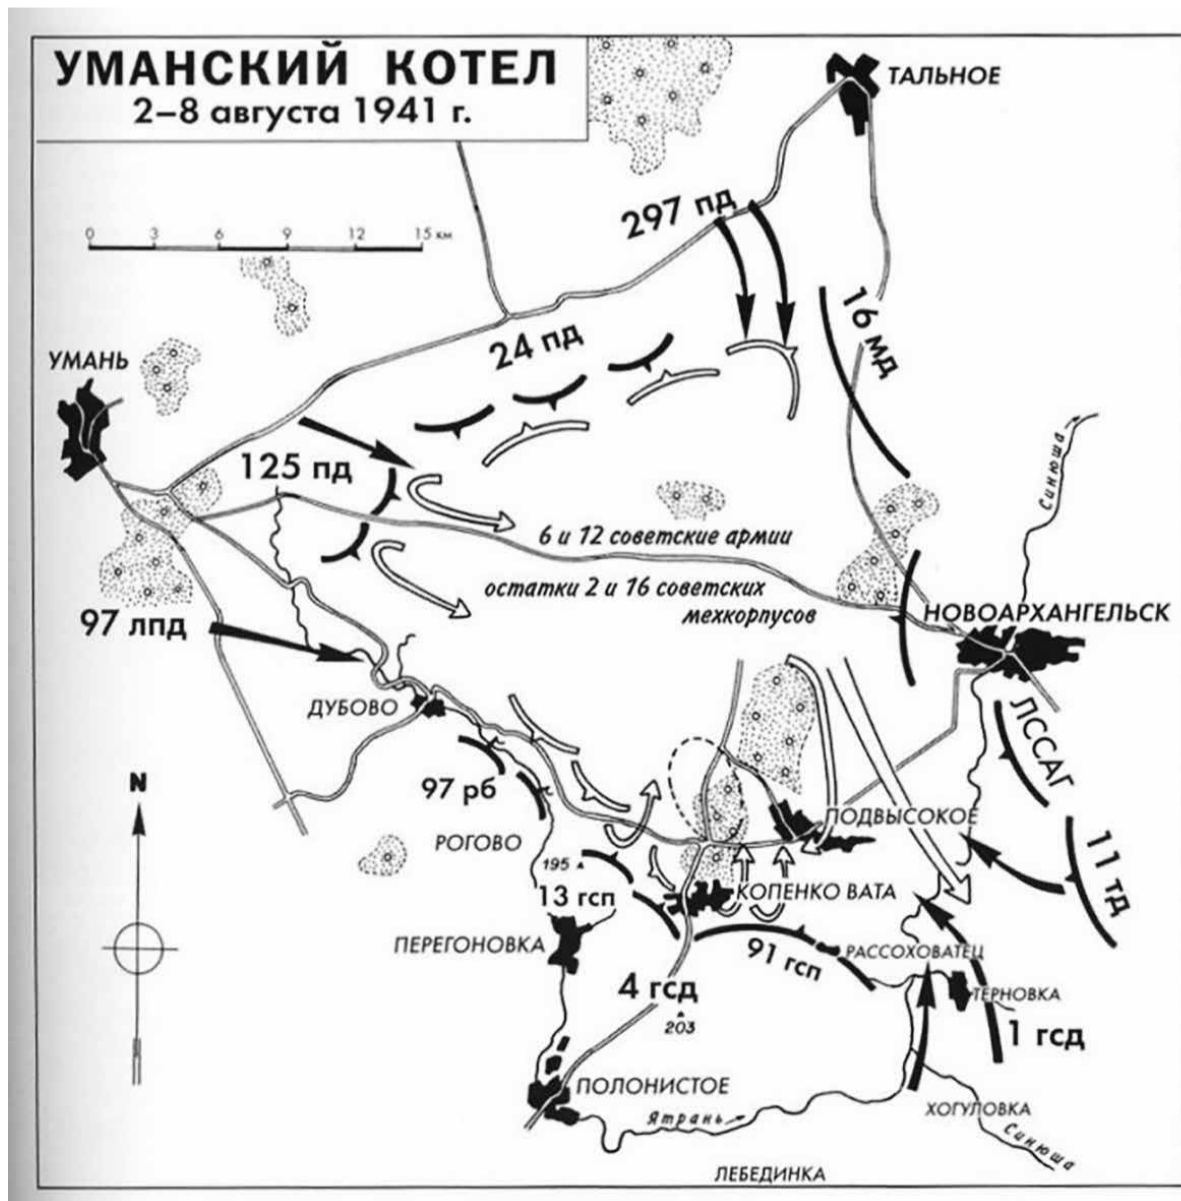 УМАНСКИЙ КОТЕЛ
2–8 августа 1941 г.
ТАЛЬНОЕ
297 пд
0 3 6 9 12 15 км
16 мд
24 пд
УМАНЬ
Синюша
125 пд
6 и 12 советские армии
остатки 2 и 16 советских
мехкорпусов
97 лпд
НОВОАРХАНГЕЛЬСК
ДУБОВО
ЛССАГ
N
97 рб
ПОДВЫСОКОЕ
РОГОВО
11 тд
195
13 гсп
КОПЕНКО ВАТА
ПЕРЕГОНОВКА
91 гсп
РАССОХОВАТЕЦ
4 гсд
ТЕРНОВКА
203
1 гсд
ПОЛОНИСТОЕ
Ятрань
ХОГУЛОВКА
Синюша
ЛЕБЕДИНКА